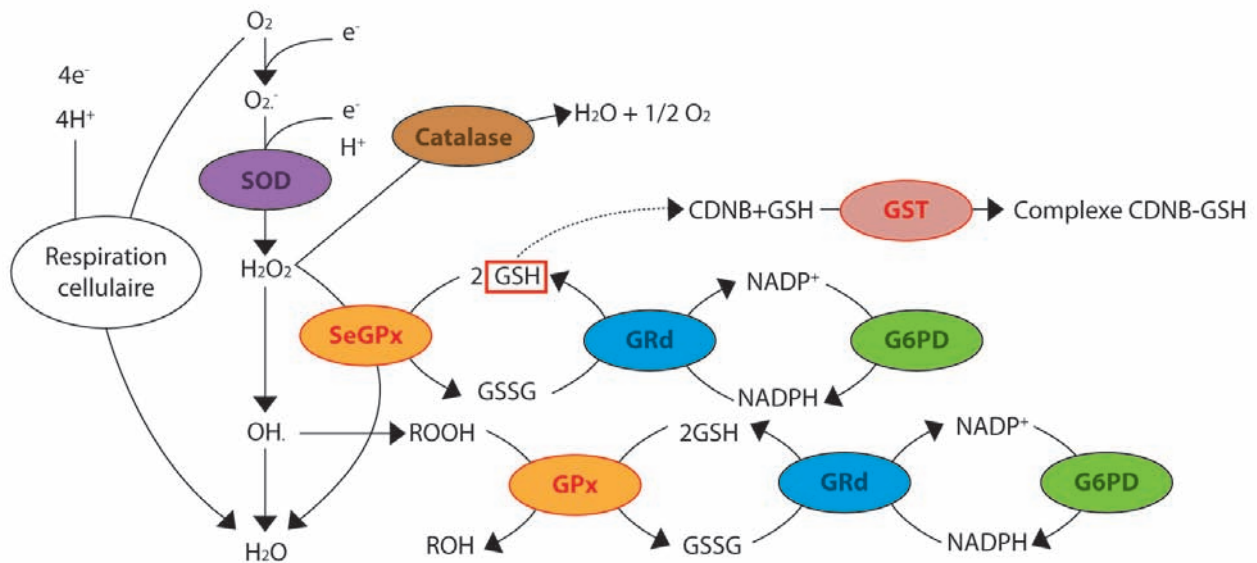 O2
e-
4e-
O2.-
e-
4H+
H+
Catalase
H2O + 1/2 O2
SOD
CDNB+GSH
GST
Complexe CDNB-GSH
Respiration
cellulaire
H2O2
2 GSH
NADP+
SeGPx
GRd
G6PD
GSSG
NADPH
OH.
ROOH
2GSH
NADP+
GPx
GRd
G6PD
H2O
ROH
GSSG
NADPH